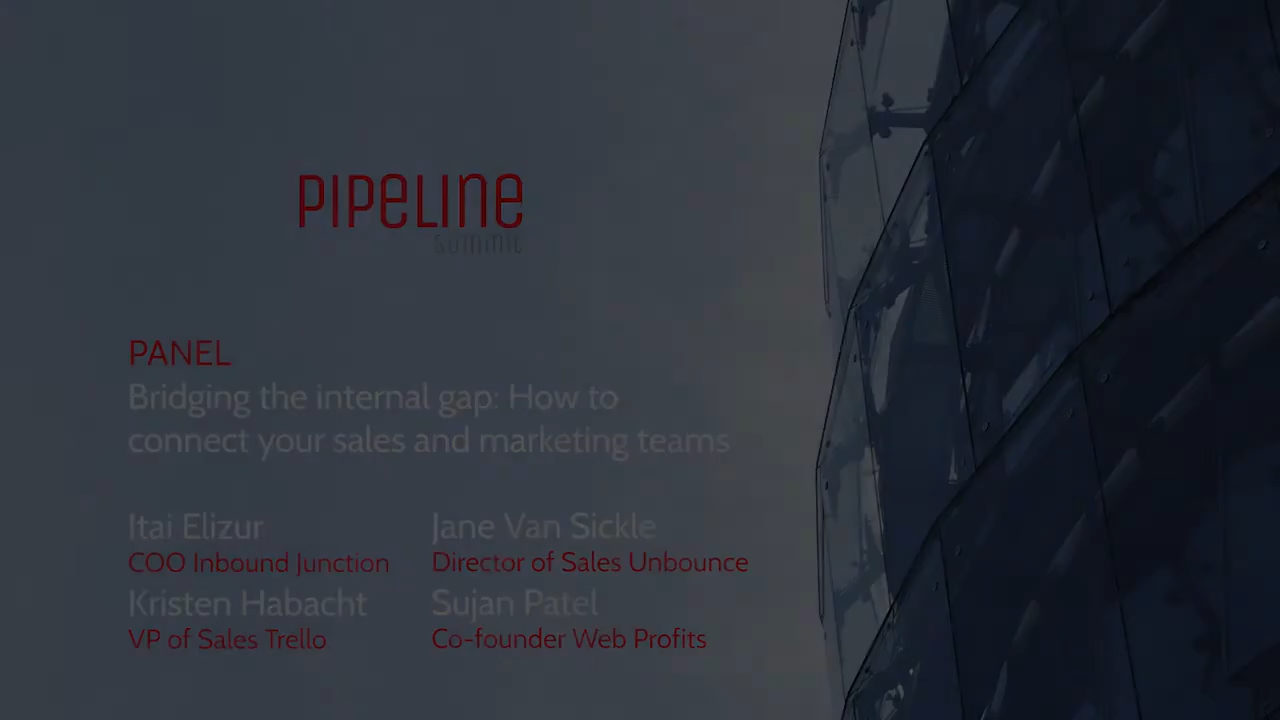 PIPELINE
summit
PANEL
Bridging the internal gap: How to
connect your sales and marketing teams
Itai Elizur
COO Inbound Junction
Kristen Habacht
VP of Sales Trello
Jane Van Sickle
Director of Sales Unbounce
Sujan Patel
Co-founder Web Profits